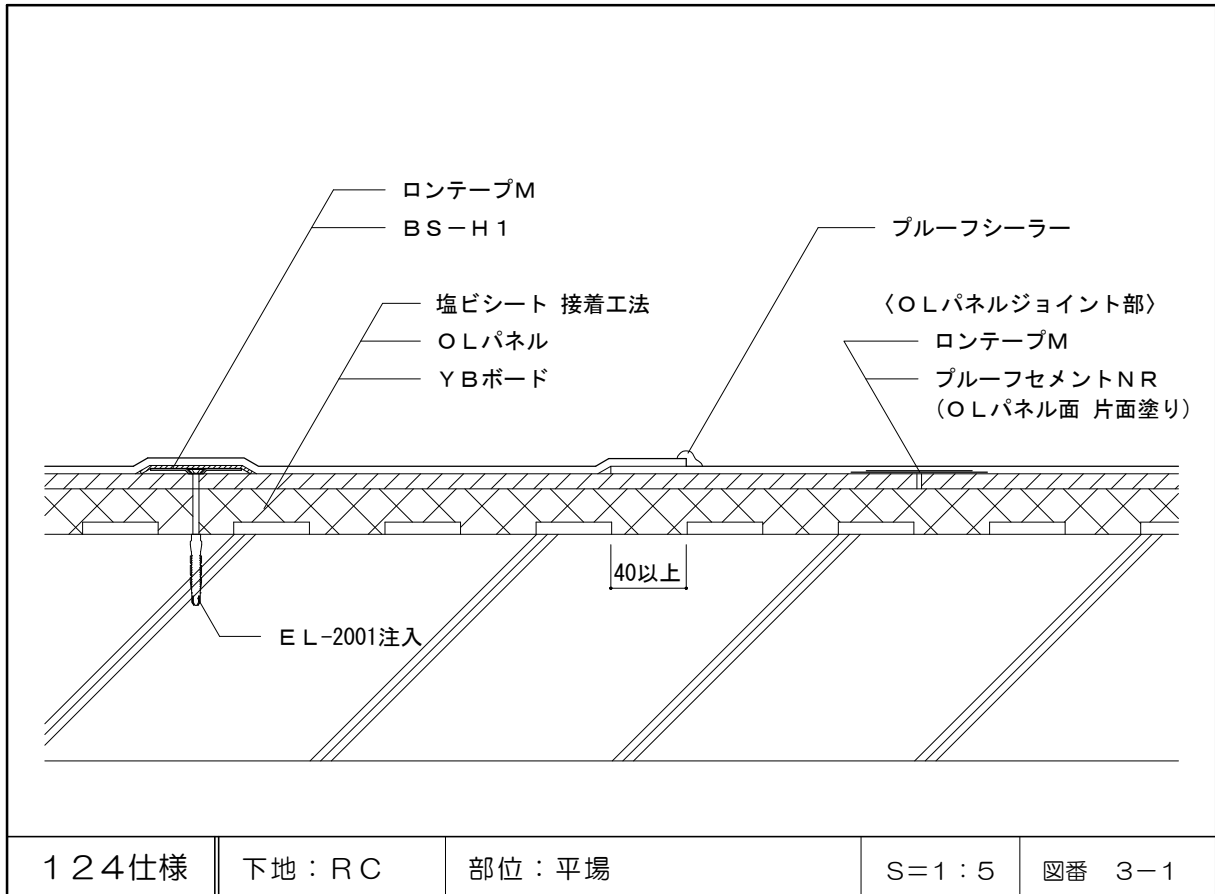 ロンテープM
ＢＳ－Ｈ１
プルーフシーラー
塩ビシート 接着工法
ＯＬパネル
ＹＢボード
〈ＯＬパネルジョイント部〉
ロンテープM
プルーフセメントＮＲ
(ＯＬパネル面 片面塗り)
40以上
ＥＬ-2001注入
１２４仕様
下地：ＲＣ
部位：平場
S=１：５
図番 ３－１